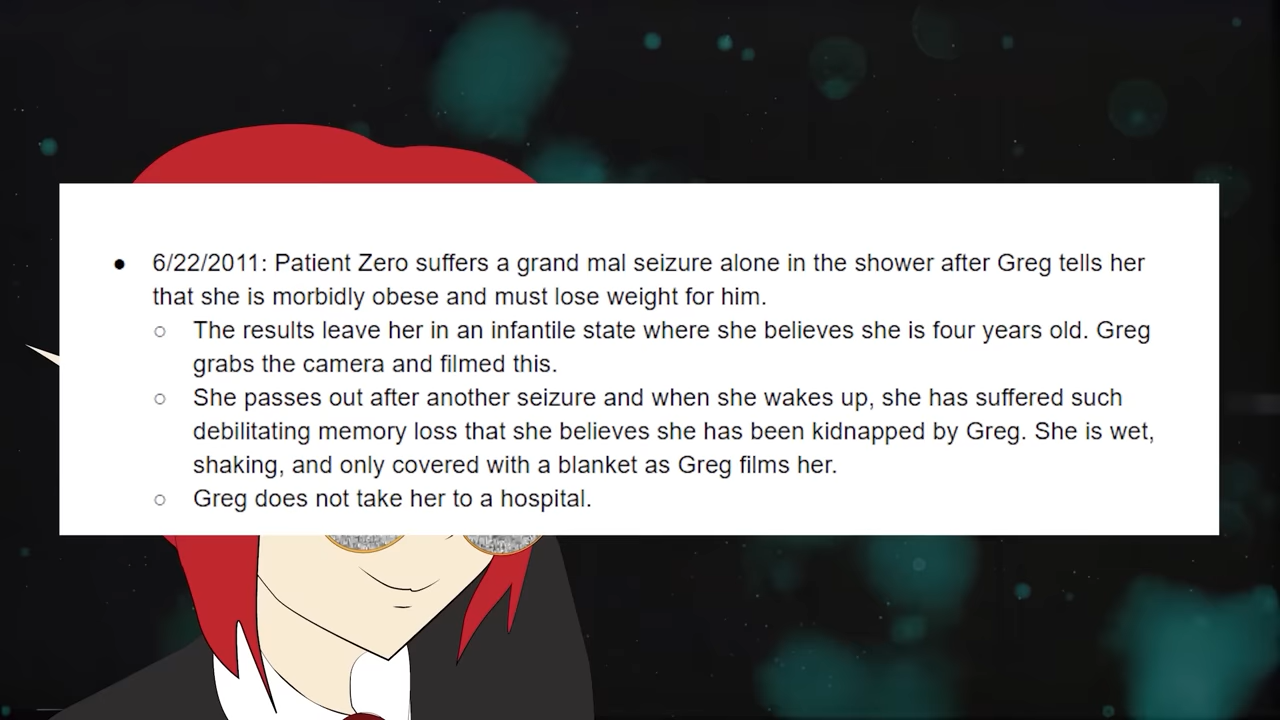 ● 6/22/2011: Patient Zero suffers a grand mal seizure alone in the shower after Greg tells her
that she is morbidly obese and must lose weight for him.
○ The results leave her in an infantile state where she believes she is four years old. Greg
grabs the camera and filmed this.
○ She passes out after another seizure and when she wakes up, she has suffered such
debilitating memory loss that she believes she has been kidnapped by Greg. She is wet,
shaking, and only covered with a blanket as Greg films her.
○ Greg does not take her to a hospital.